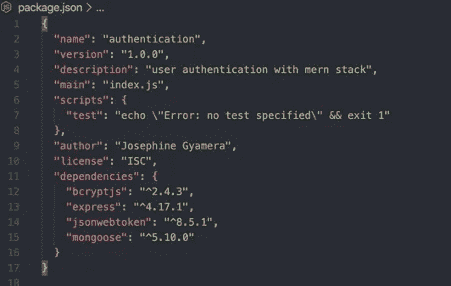 package.json > ...
1 {
2 "name": "authentication",
3 "version": "1.0.0",
4 "description": "user authentication with mern stack",
5 "main": "index.js",
6 "scripts": {
7 "test": "echo \"Error: no test specified\" && exit 1"
8 },
9 "author": "Josephine Gyamera",
10 "license": "ISC",
11 "dependencies": {
12 "bcryptjs": "^2.4.3",
13 "express": "^4.17.1",
14 "jsonwebtoken": "^8.5.1",
15 "mongoose": "^5.10.0"
16 }
17 }
18